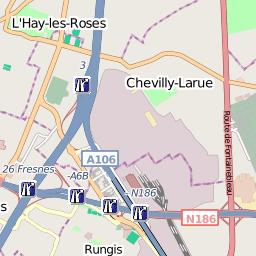 L'Hay-les-Roses
3
Chevilly-Larue
Route de Fontainebleau
A106
26 Fresnes
-A6B
N186
s
N186
Rungis